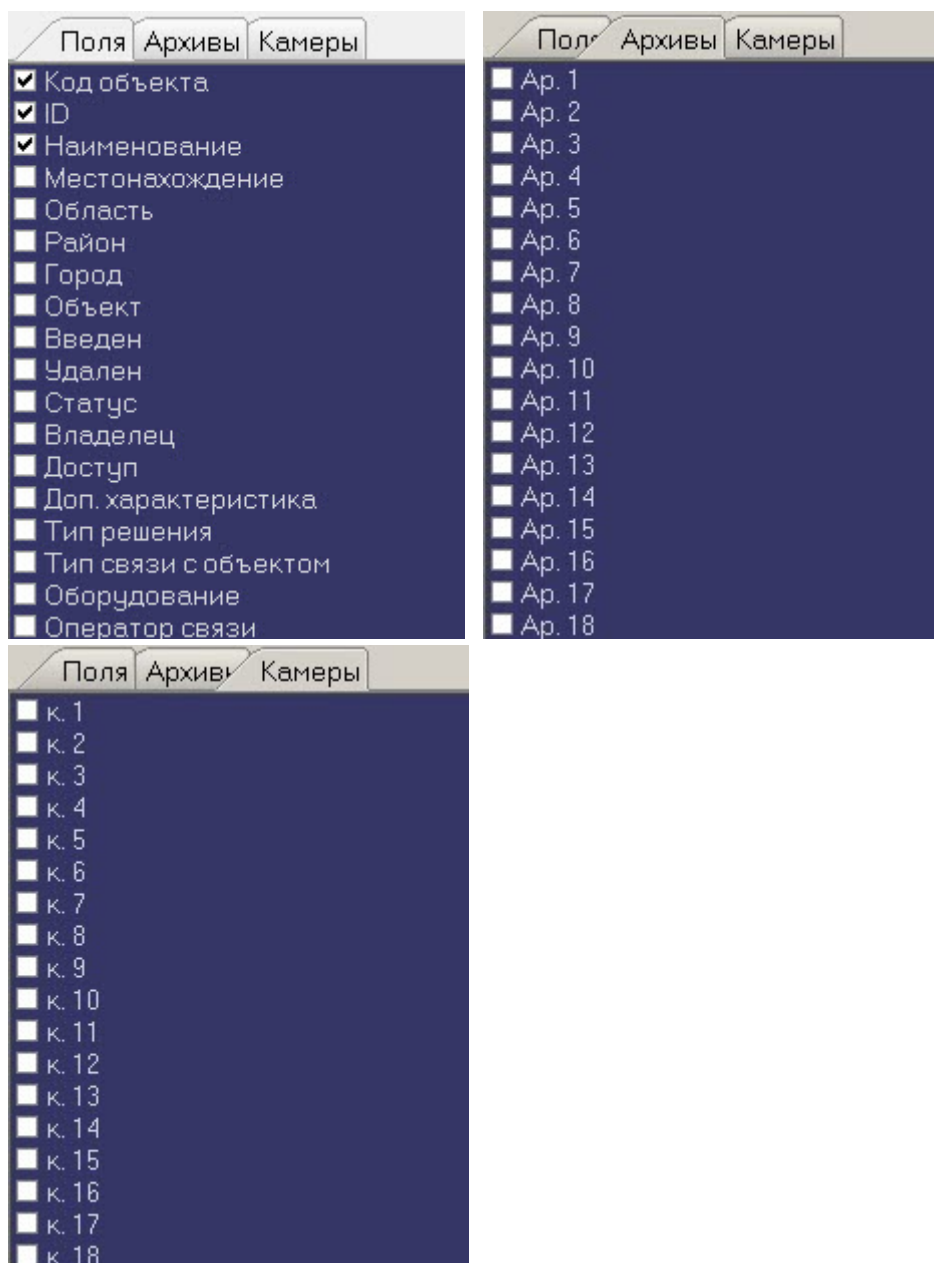 Поля Архивы Камеры
Код объекта
ID
Наименование
Местонахождение
Область
Район
Город
Объект
Введен
Удален
Статус
Владелец
Доступ
Доп. характеристика
Тип решения
Тип связи с объектом
Оборудование
Оператор связи
Поля Архивы Камеры
Ар. 1
Ар. 2
Ар. 3
Ар. 4
Ар. 5
Ар. 6
Ар. 7
Ар. 8
Ар. 9
Ар. 10
Ар. 11
Ар. 12
Ар. 13
Ар. 14
Ар. 15
Ар. 16
Ар. 17
Ар. 18
Поля Архивы Камеры
к. 1
к. 2
к. 3
к. 4
к. 5
к. 6
к. 7
к. 8
к. 9
к. 10
к. 11
к. 12
к. 13
к. 14
к. 15
к. 16
к. 17
к. 18